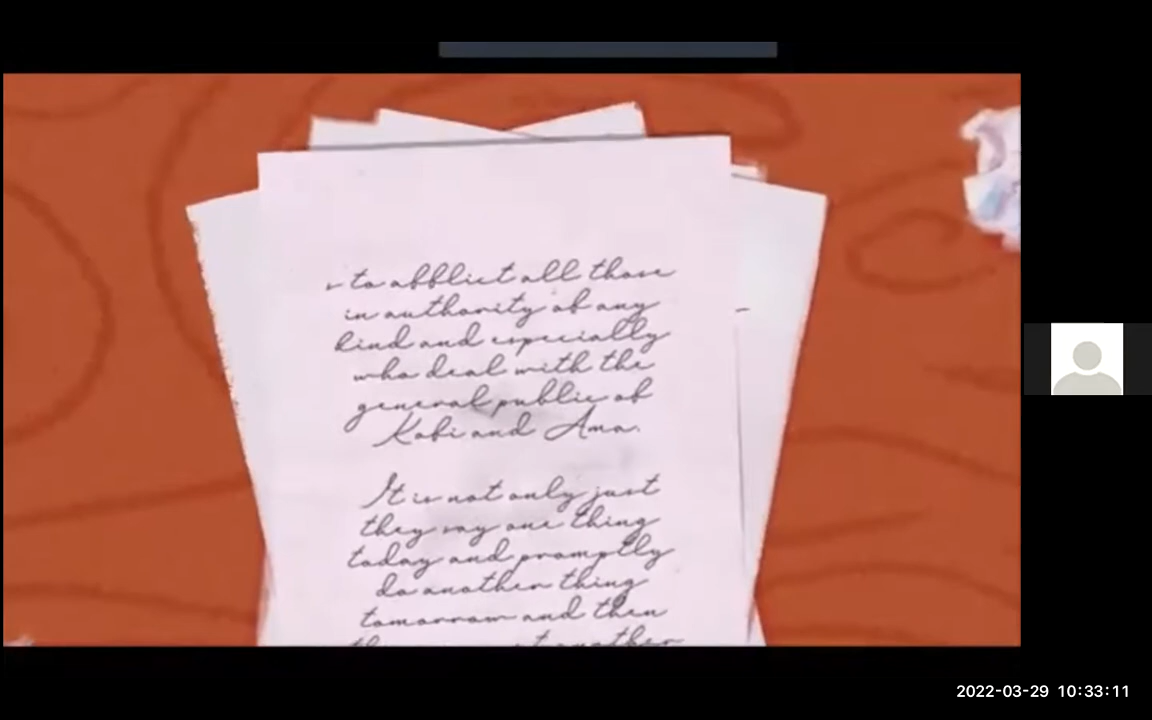 to afflict all those
in authority of any
kind and especially
who deal with the
general public of
Kofi and Ama.
It is not only just
they say one thing
today and promptly
do another thing
tomorrow and then
another
2022-03-29 10:33:11